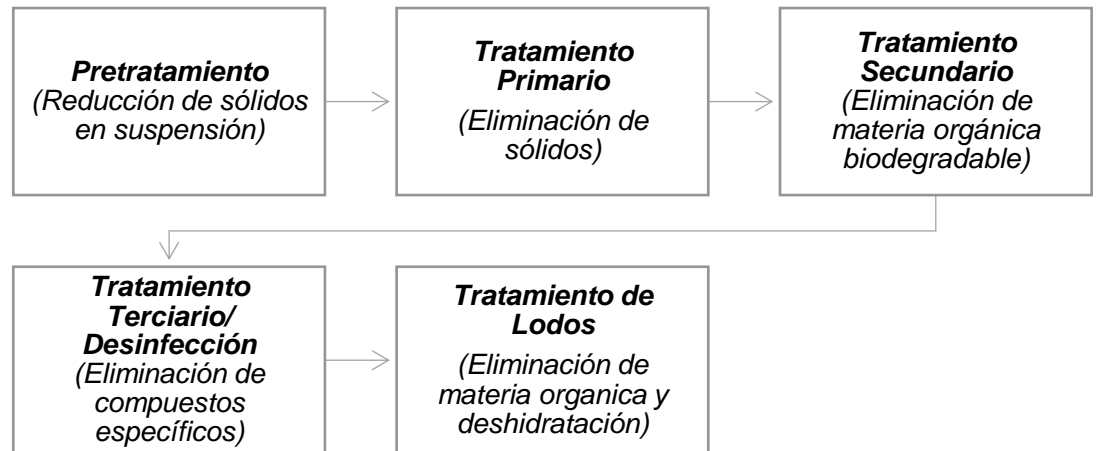 Pretratamiento
(Reducción de sólidos
en suspensión)
Tratamiento
Primario
(Eliminación de
sólidos)
Tratamiento
Secundario
(Eliminación de
materia orgánica
biodegradable)
Tratamiento
Terciario/
Desinfección
(Eliminación de
compuestos
específicos)
Tratamiento de
Lodos
(Eliminación de
materia organica y
deshidratación)